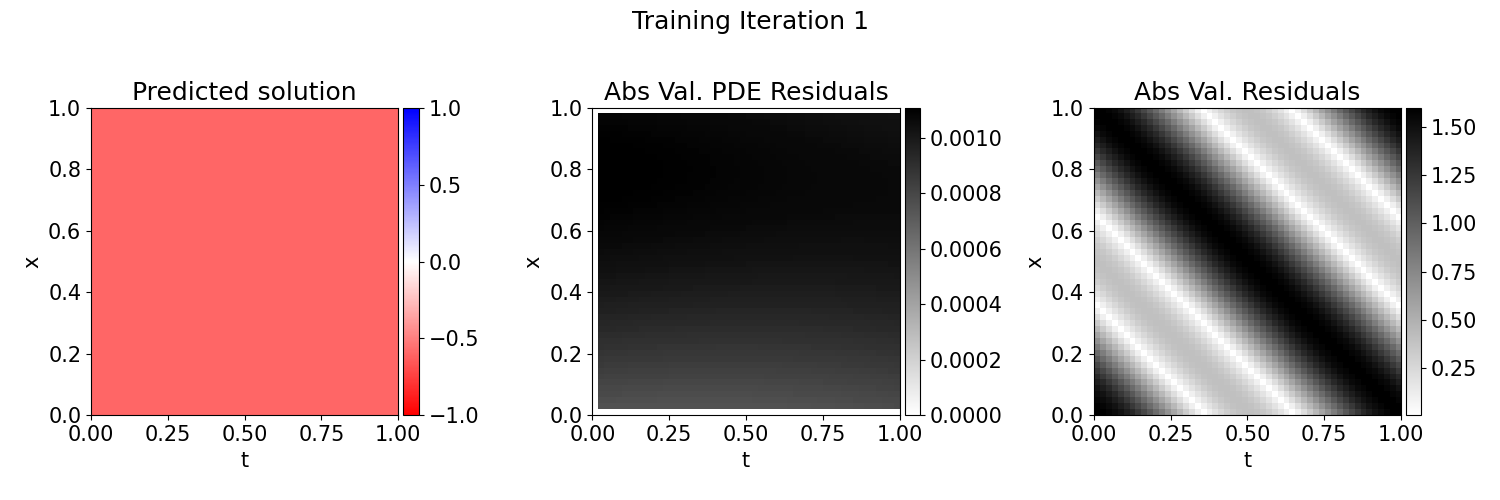 Training Iteration 1
Predicted solution
1.0
0.8
0.6
0.4
0.2
0.0
x
0.00 0.25 0.50 0.75 1.00
t
1.0
0.5
0.0
−0.5
−1.0
Abs Val. PDE Residuals
1.0
0.8
0.6
0.4
0.2
0.0
x
0.00 0.25 0.50 0.75 1.00
t
0.0010
0.0008
0.0006
0.0004
0.0002
0.0000
Abs Val. Residuals
1.0
0.8
0.6
0.4
0.2
0.0
x
0.00 0.25 0.50 0.75 1.00
t
1.50
1.25
1.00
0.75
0.50
0.25